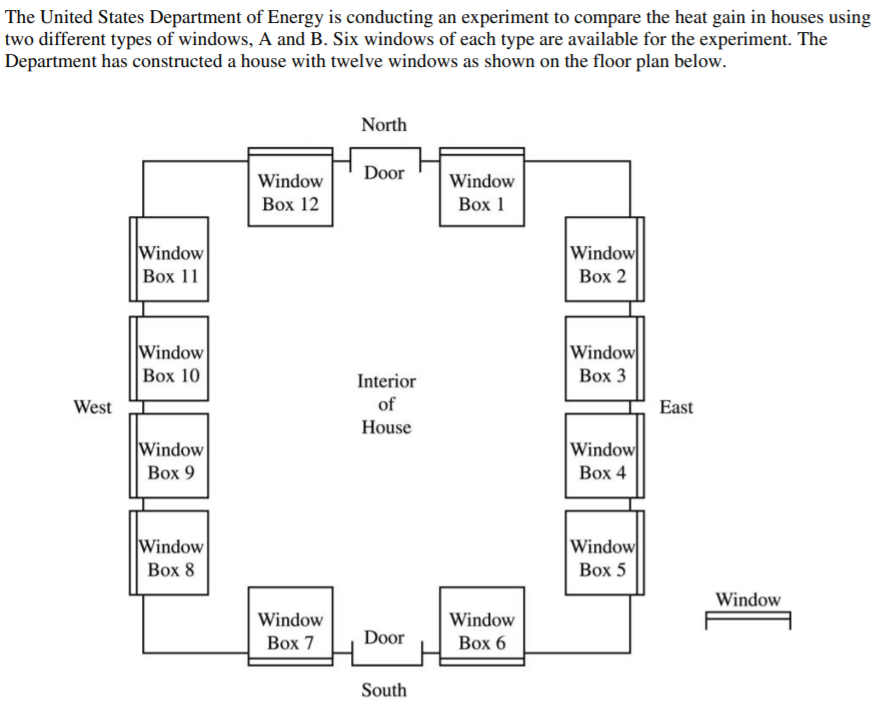 The United States Department of Energy is conducting an experiment to compare the heat gain in houses using
two different types of windows, A and B. Six windows of each type are available for the experiment. The
Department has constructed a house with twelve windows as shown on the floor plan below.
North
Window
Box 12
Door
Window
Box 1
Window
Box 11
Window
Box 2
Window
Box 10
Window
Box 3
West
Interior
of
House
East
Window
Box 9
Window
Box 4
Window
Box 8
Window
Box 5
Window
Window
Box 7
Door
Window
Box 6
South